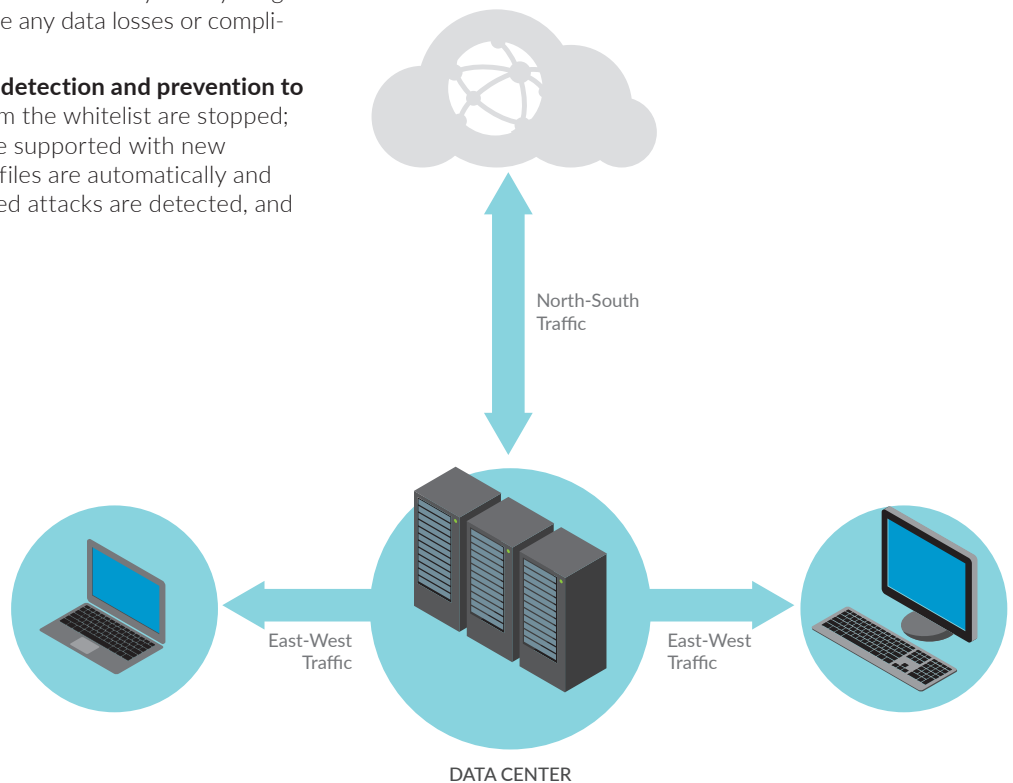 e any data losses or compli-
detection and prevention to
m the whitelist are stopped;
e supported with new
files are automatically and
ed attacks are detected, and
North-South
Traffic
East-West
Traffic
East-West
Traffic
DATA CENTER